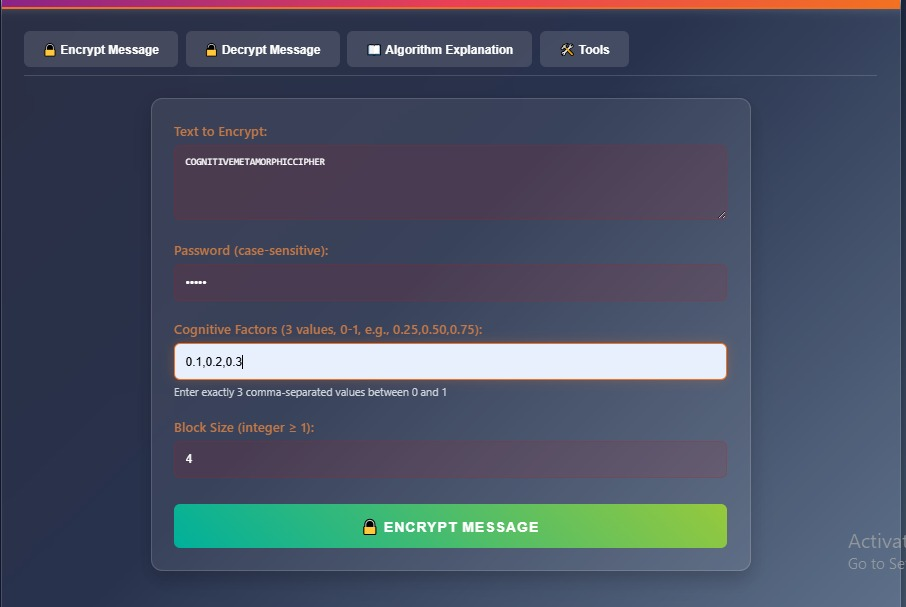 Encrypt Message Decrypt Message Algorithm Explanation Tools
Text to Encrypt:
COGNITIVEMETAMORPHICCIPHER
Password (case-sensitive):
•••••
Cognitive Factors (3 values, 0-1, e.g., 0.25,0.50,0.75):
0.1,0.2,0.3
Enter exactly 3 comma-separated values between 0 and 1
Block Size (integer ≥ 1):
4
ENCRYPT MESSAGE
Activat
Go to Se